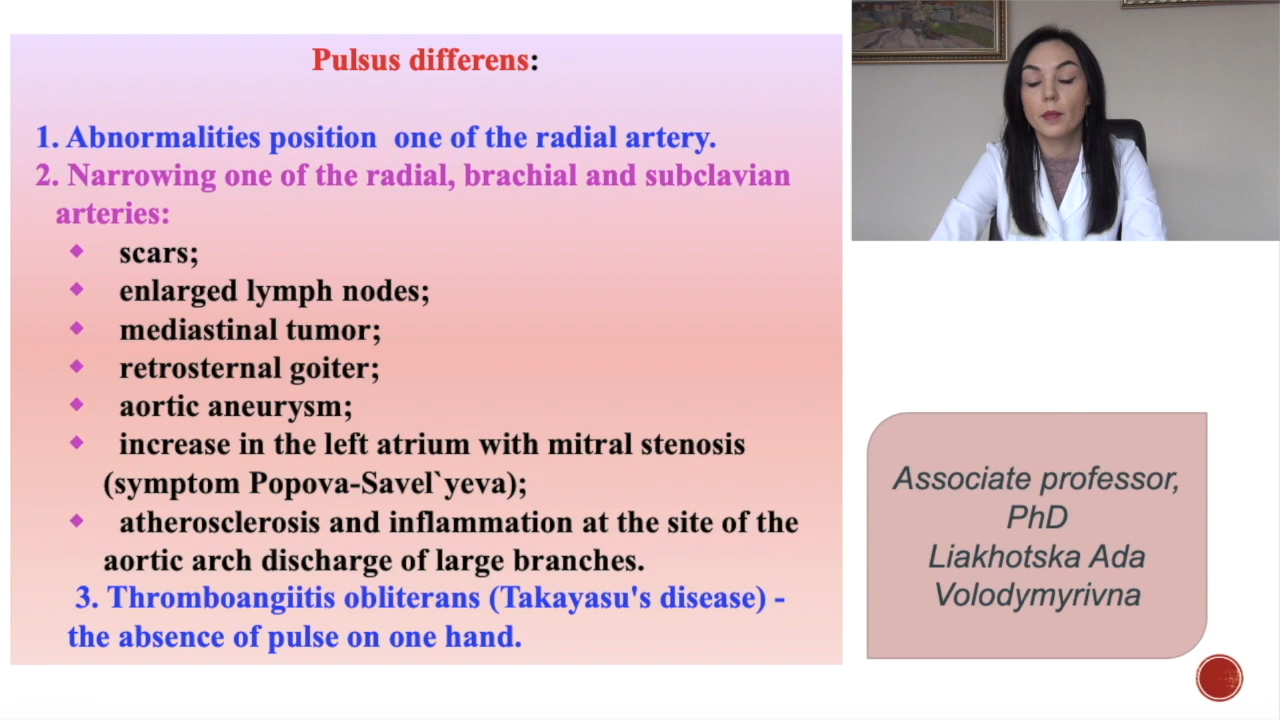 Pulsus differens:
1. Abnormalities position one of the radial artery.
2. Narrowing one of the radial, brachial and subclavian
arteries:
scars;
enlarged lymph nodes;
mediastinal tumor;
retrosternal goiter;
aortic aneurysm;
increase in the left atrium with mitral stenosis
(symptom Popova-Savel`yeva);
atherosclerosis and inflammation at the site of the
aortic arch discharge of large branches.
3. Thromboangiitis obliterans (Takayasu's disease) -
the absence of pulse on one hand.
Associate professor,
PhD
Liakhotska Ada
Volodymyrivna